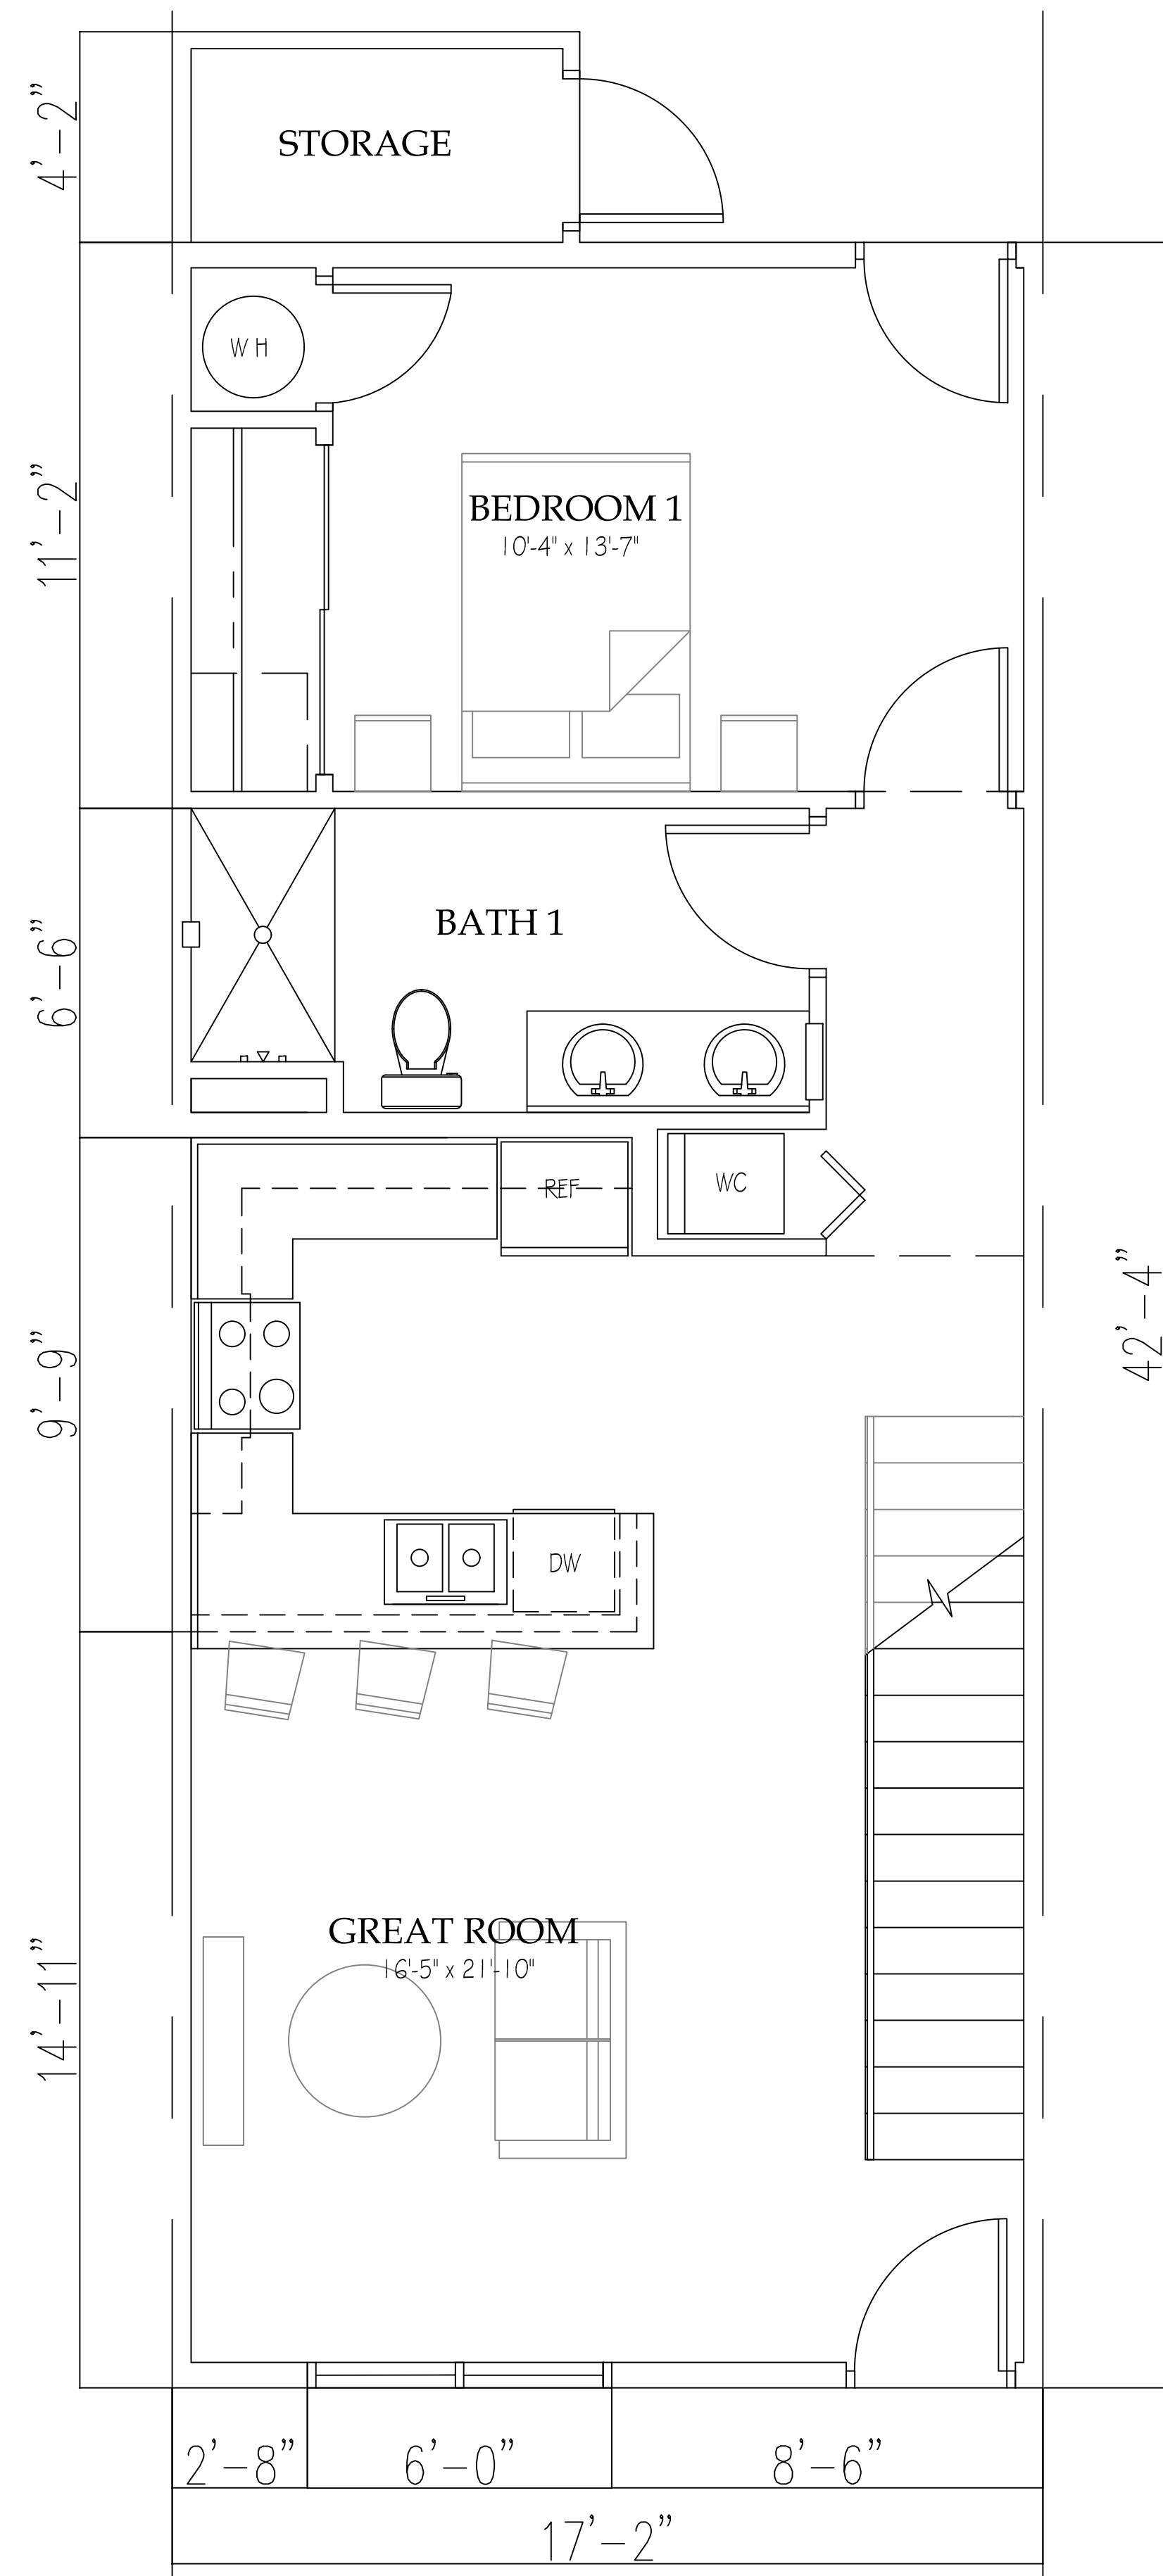 4'-2"
STORAGE
WH
11'-2"
BEDROOM 1
10'-4" x 13'-7"
6'-6"
BATH 1
REF
WC
9'-9"
42'-4"
DW
14'-11"
GREAT ROOM
16'-5" x 21'-10"
2'-8"
6'-0"
8'-6"
17'-2"